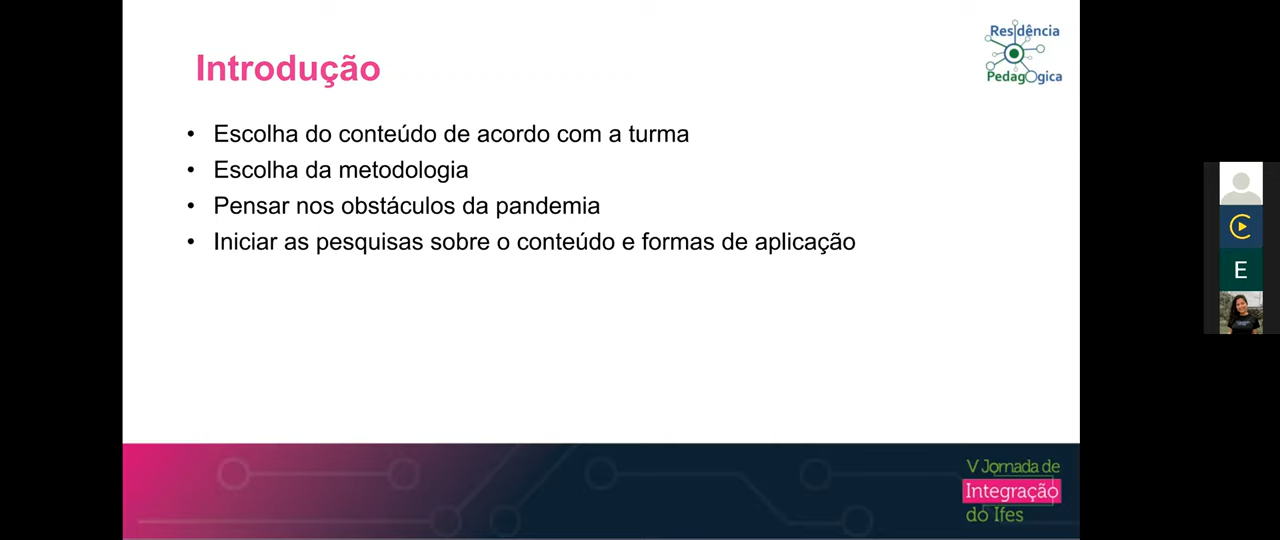 Residência
PedagOgica
Introdução
• Escolha do conteúdo de acordo com a turma
• Escolha da metodologia
• Pensar nos obstáculos da pandemia
• Iniciar as pesquisas sobre o conteúdo e formas de aplicação
E
V Jornada de
Integração
do Ifes